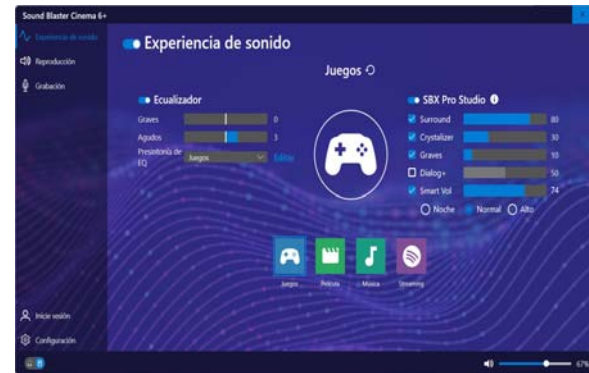 Sound Blaster Cinema 6+
Experiencia de sonido
Reproducción
Grabación
Inicie sesión
Configuración
Experiencia de sonido
Juegos
Ecualizador
Graves 0
Agudos 3
Presintonía de EQ Juegos Editar
SBX Pro Studio
Surround 80
Crystalizer 30
Graves 10
Dialog+ 50
Smart Vol 74
Noche Normal Alto
Juegos Película Música Streaming
67%